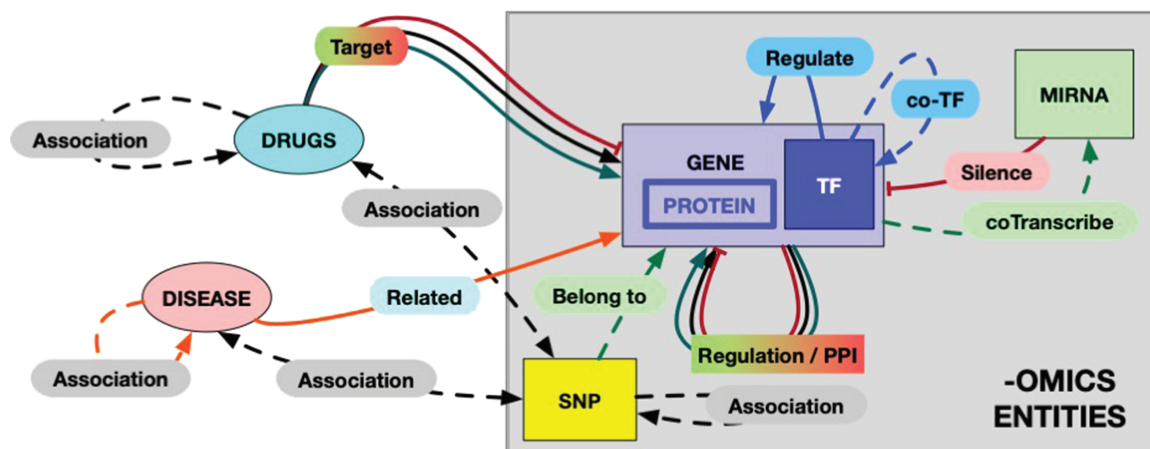 Target
Regulate
co-TF
MIRNA
Association
DRUGS
GENE
TF
Silence
PROTEIN
Association
coTranscribe
DISEASE
Related
Belong to
Association
Association
Regulation / PPI
SNP
Association
-OMICS
ENTITIES